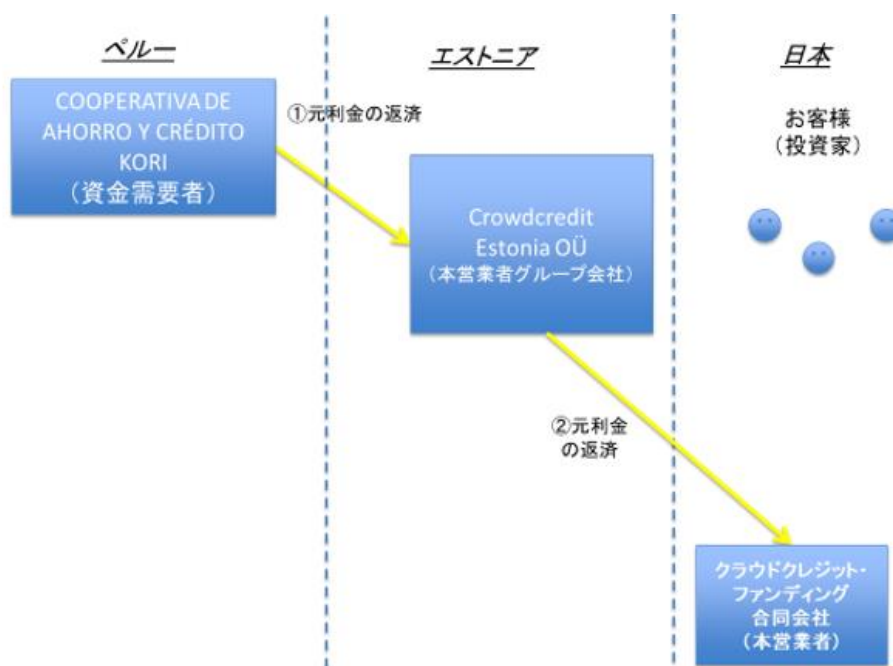 ペルー
エストニア
日本
COOPERATIVA DE
AHORRO Y CRÉDITO
KORI
（資金需要者）
①元利金の返済
お客様
（投資家）
Crowdcredit
Estonia OÜ
（本営業者グループ会社）
②元利金
の返済
クラウドクレジット・
ファンディング
合同会社
（本営業者）